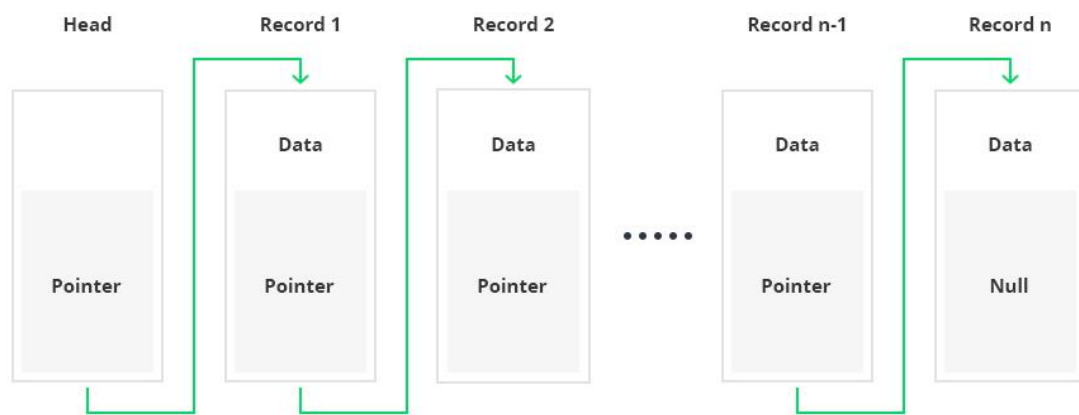 Head Record 1 Record 2 Record n-1 Record n
Data Data Data Data
Pointer Pointer Pointer Pointer Null